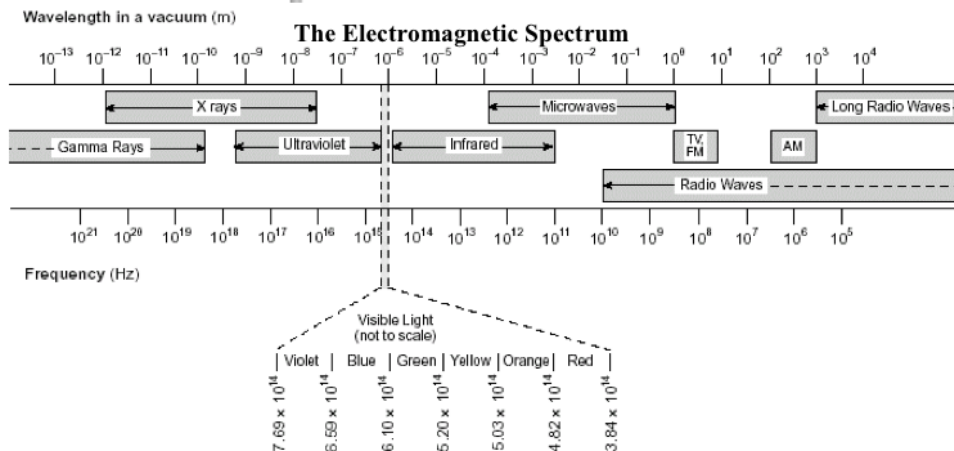 Wavelength in a vacuum (m)
The Electromagnetic Spectrum
10⁻¹³ 10⁻¹² 10⁻¹¹ 10⁻¹⁰ 10⁻⁹ 10⁻⁸ 10⁻⁷ 10⁻⁶ 10⁻⁵ 10⁻⁴ 10⁻³ 10⁻² 10⁻¹ 10⁰ 10¹ 10² 10³ 10⁴
X rays Microwaves Long Radio Waves
Gamma Rays Ultraviolet Infrared TV, FM AM
Radio Waves
10²¹ 10²⁰ 10¹⁹ 10¹⁸ 10¹⁷ 10¹⁶ 10¹⁵ 10¹⁴ 10¹³ 10¹² 10¹¹ 10¹⁰ 10⁹ 10⁸ 10⁷ 10⁶ 10⁵
Frequency (Hz)
Visible Light
(not to scale)
Violet Blue Green Yellow Orange Red
7.69 x 10¹⁴
6.59 x 10¹⁴
6.10 x 10¹⁴
5.20 x 10¹⁴
5.03 x 10¹⁴
4.82 x 10¹⁴
3.84 x 10¹⁴